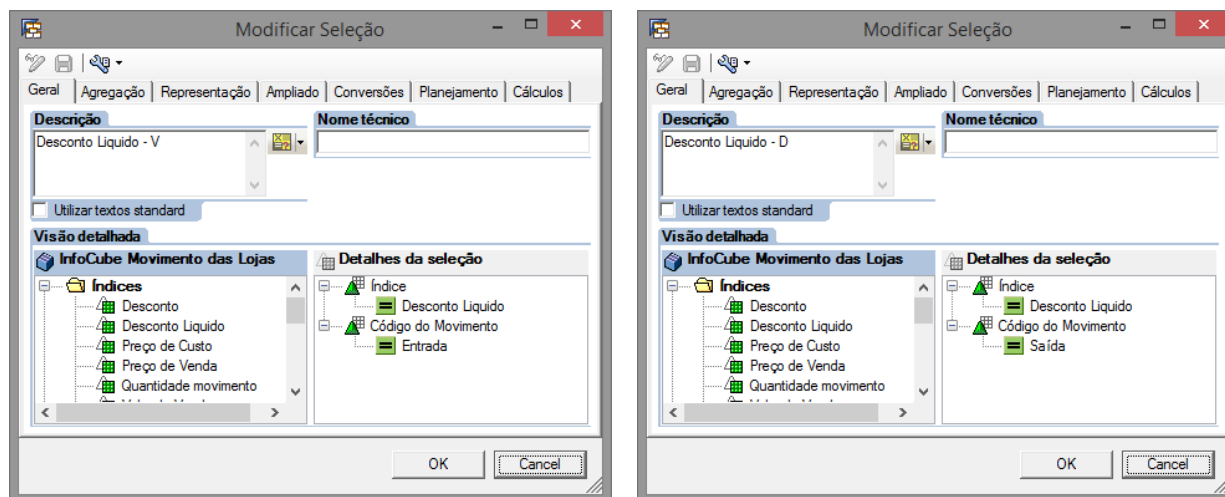 Modificar Seleção
Geral Agregação Representação Ampliado Conversões Planejamento Cálculos
Descrição Nome técnico
Desconto Liquido - V
Utilizar textos standard
Visão detalhada
InfoCube Movimento das Lojas Detalhes da seleção
Índices Índice
Desconto Desconto Liquido
Desconto Liquido Código do Movimento
Preço de Custo Entrada
Preço de Venda
Quantidade movimento
OK Cancel
Modificar Seleção
Geral Agregação Representação Ampliado Conversões Planejamento Cálculos
Descrição Nome técnico
Desconto Liquido - D
Utilizar textos standard
Visão detalhada
InfoCube Movimento das Lojas Detalhes da seleção
Índices Índice
Desconto Desconto Liquido
Desconto Liquido Código do Movimento
Preço de Custo Saída
Preço de Venda
Quantidade movimento
OK Cancel